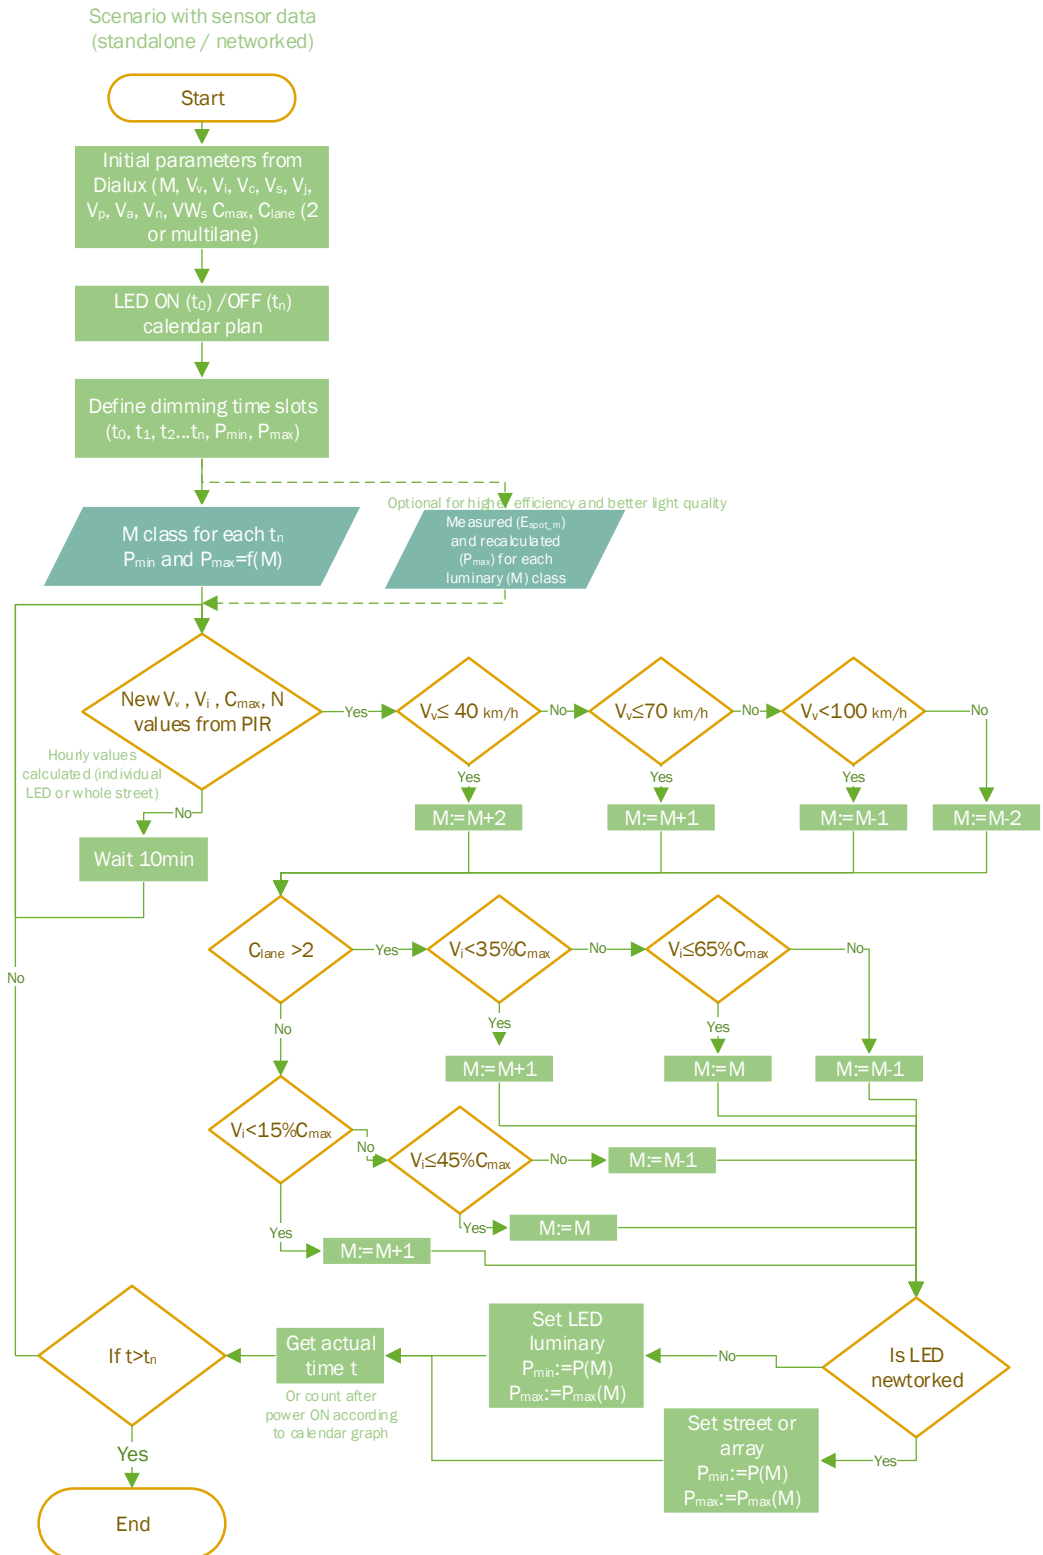 Scenario with sensor data
(standalone / networked)
Start
Initial parameters from
Dialux (M, Vv, Vi, Vc, Vs, Vj,
Vp, Va, Vn, VWs Cmax, Clane (2
or multilane)
LED ON (t0) /OFF (tn)
calendar plan
Define dimming time slots
(t0, t1, t2...tn, Pmin, Pmax)
Optional for higher efficiency and better light quality
M class for each tn
Pmin and Pmax=f(M)
Measured (Espot_m)
and recalculated
(Pmax) for each
luminary (M) class
New Vv , Vi , Cmax, N
values from PIR
Yes
Vv≤ 40 km/h
No
Vv≤70 km/h
No
Vv<100 km/h
No
Hourly values
calculated (individual
LED or whole street)
Yes
Yes
Yes
No
M:=M+2
M:=M+1
M:=M-1
M:=M-2
Wait 10min
Clane >2
Yes
Vi<35%Cmax
No
Vi≤65%Cmax
No
No
No
Yes
Yes
M:=M+1
M:=M
M:=M-1
Vi<15%Cmax
No
Vi≤45%Cmax
No
M:=M-1
Yes
Yes
M:=M
M:=M+1
If t>tn
Get actual
time t
Or count after
power ON according
to calendar graph
Set LED
luminary
Pmin:=P(M)
Pmax:=Pmax(M)
No
Is LED
newtorked
Set street or
array
Pmin:=P(M)
Pmax:=Pmax(M)
Yes
Yes
End